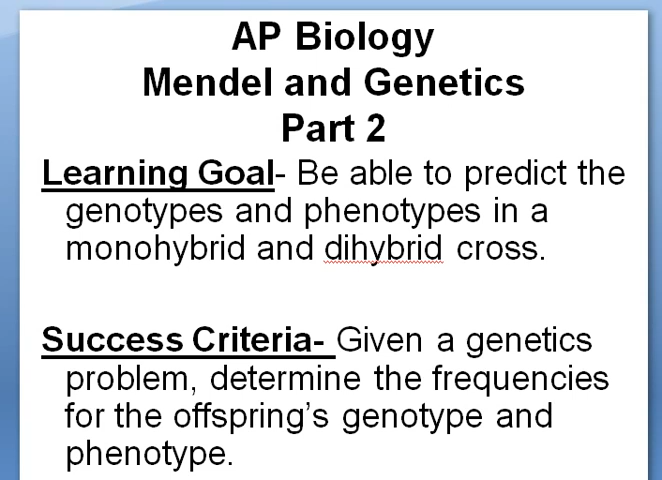 AP Biology
Mendel and Genetics
Part 2
Learning Goal- Be able to predict the
genotypes and phenotypes in a
monohybrid and dihybrid cross.
Success Criteria- Given a genetics
problem, determine the frequencies
for the offspring’s genotype and
phenotype.